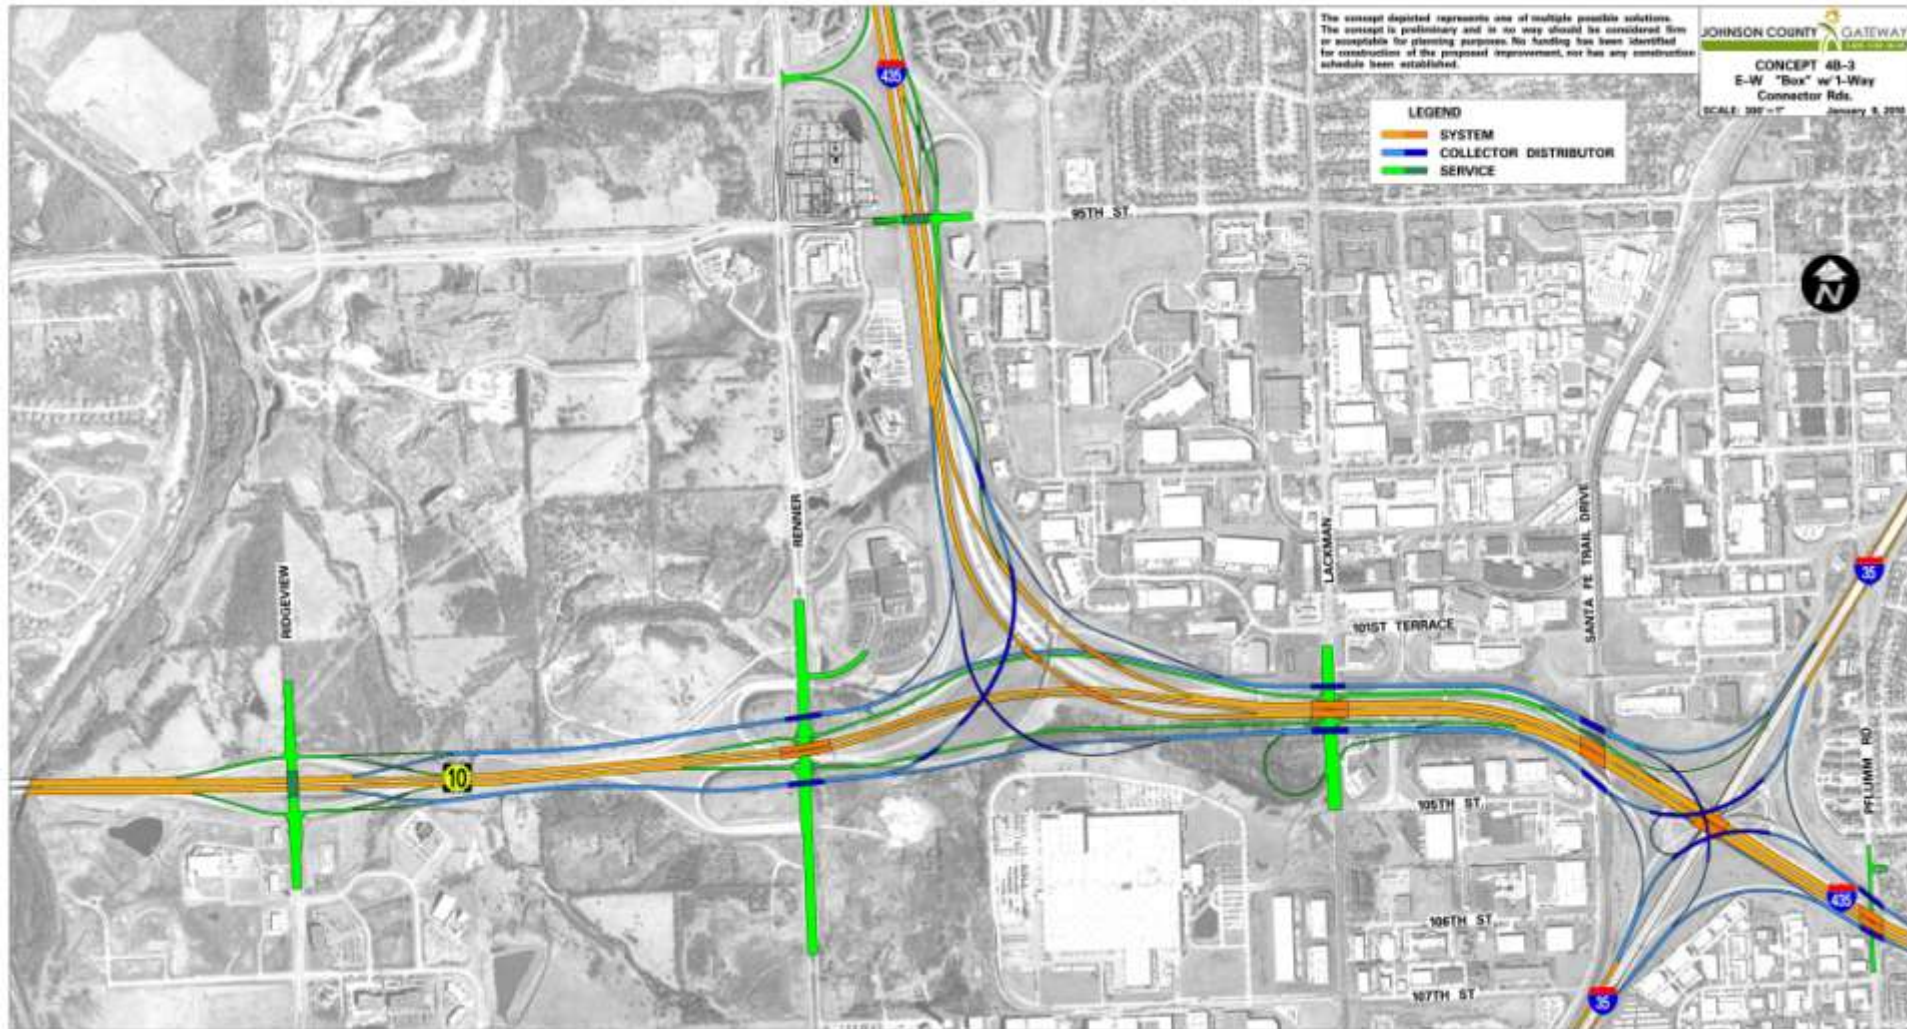 The concept depicted represents one of multiple possible solutions.
The concept is preliminary and in no way should be considered firm
or acceptable for planning purposes. No funding has been identified
for construction of the proposed improvement, nor has any construction
schedule been established.
JOHNSON COUNTY GATEWAY
CONCEPT 4B-3
E-W "Box" w/ 1-Way
Connector Rds.
January
LEGEND
SYSTEM
COLLECTOR DISTRIBUTOR
SERVICE
435
95TH ST.
N
RENNER
LACKMAN
SANTA FE TRAIL DRIVE
35
RIDGEVIEW
101ST TERRACE
10
PFLUMM RD
105TH ST.
435
106TH ST.
107TH ST
35